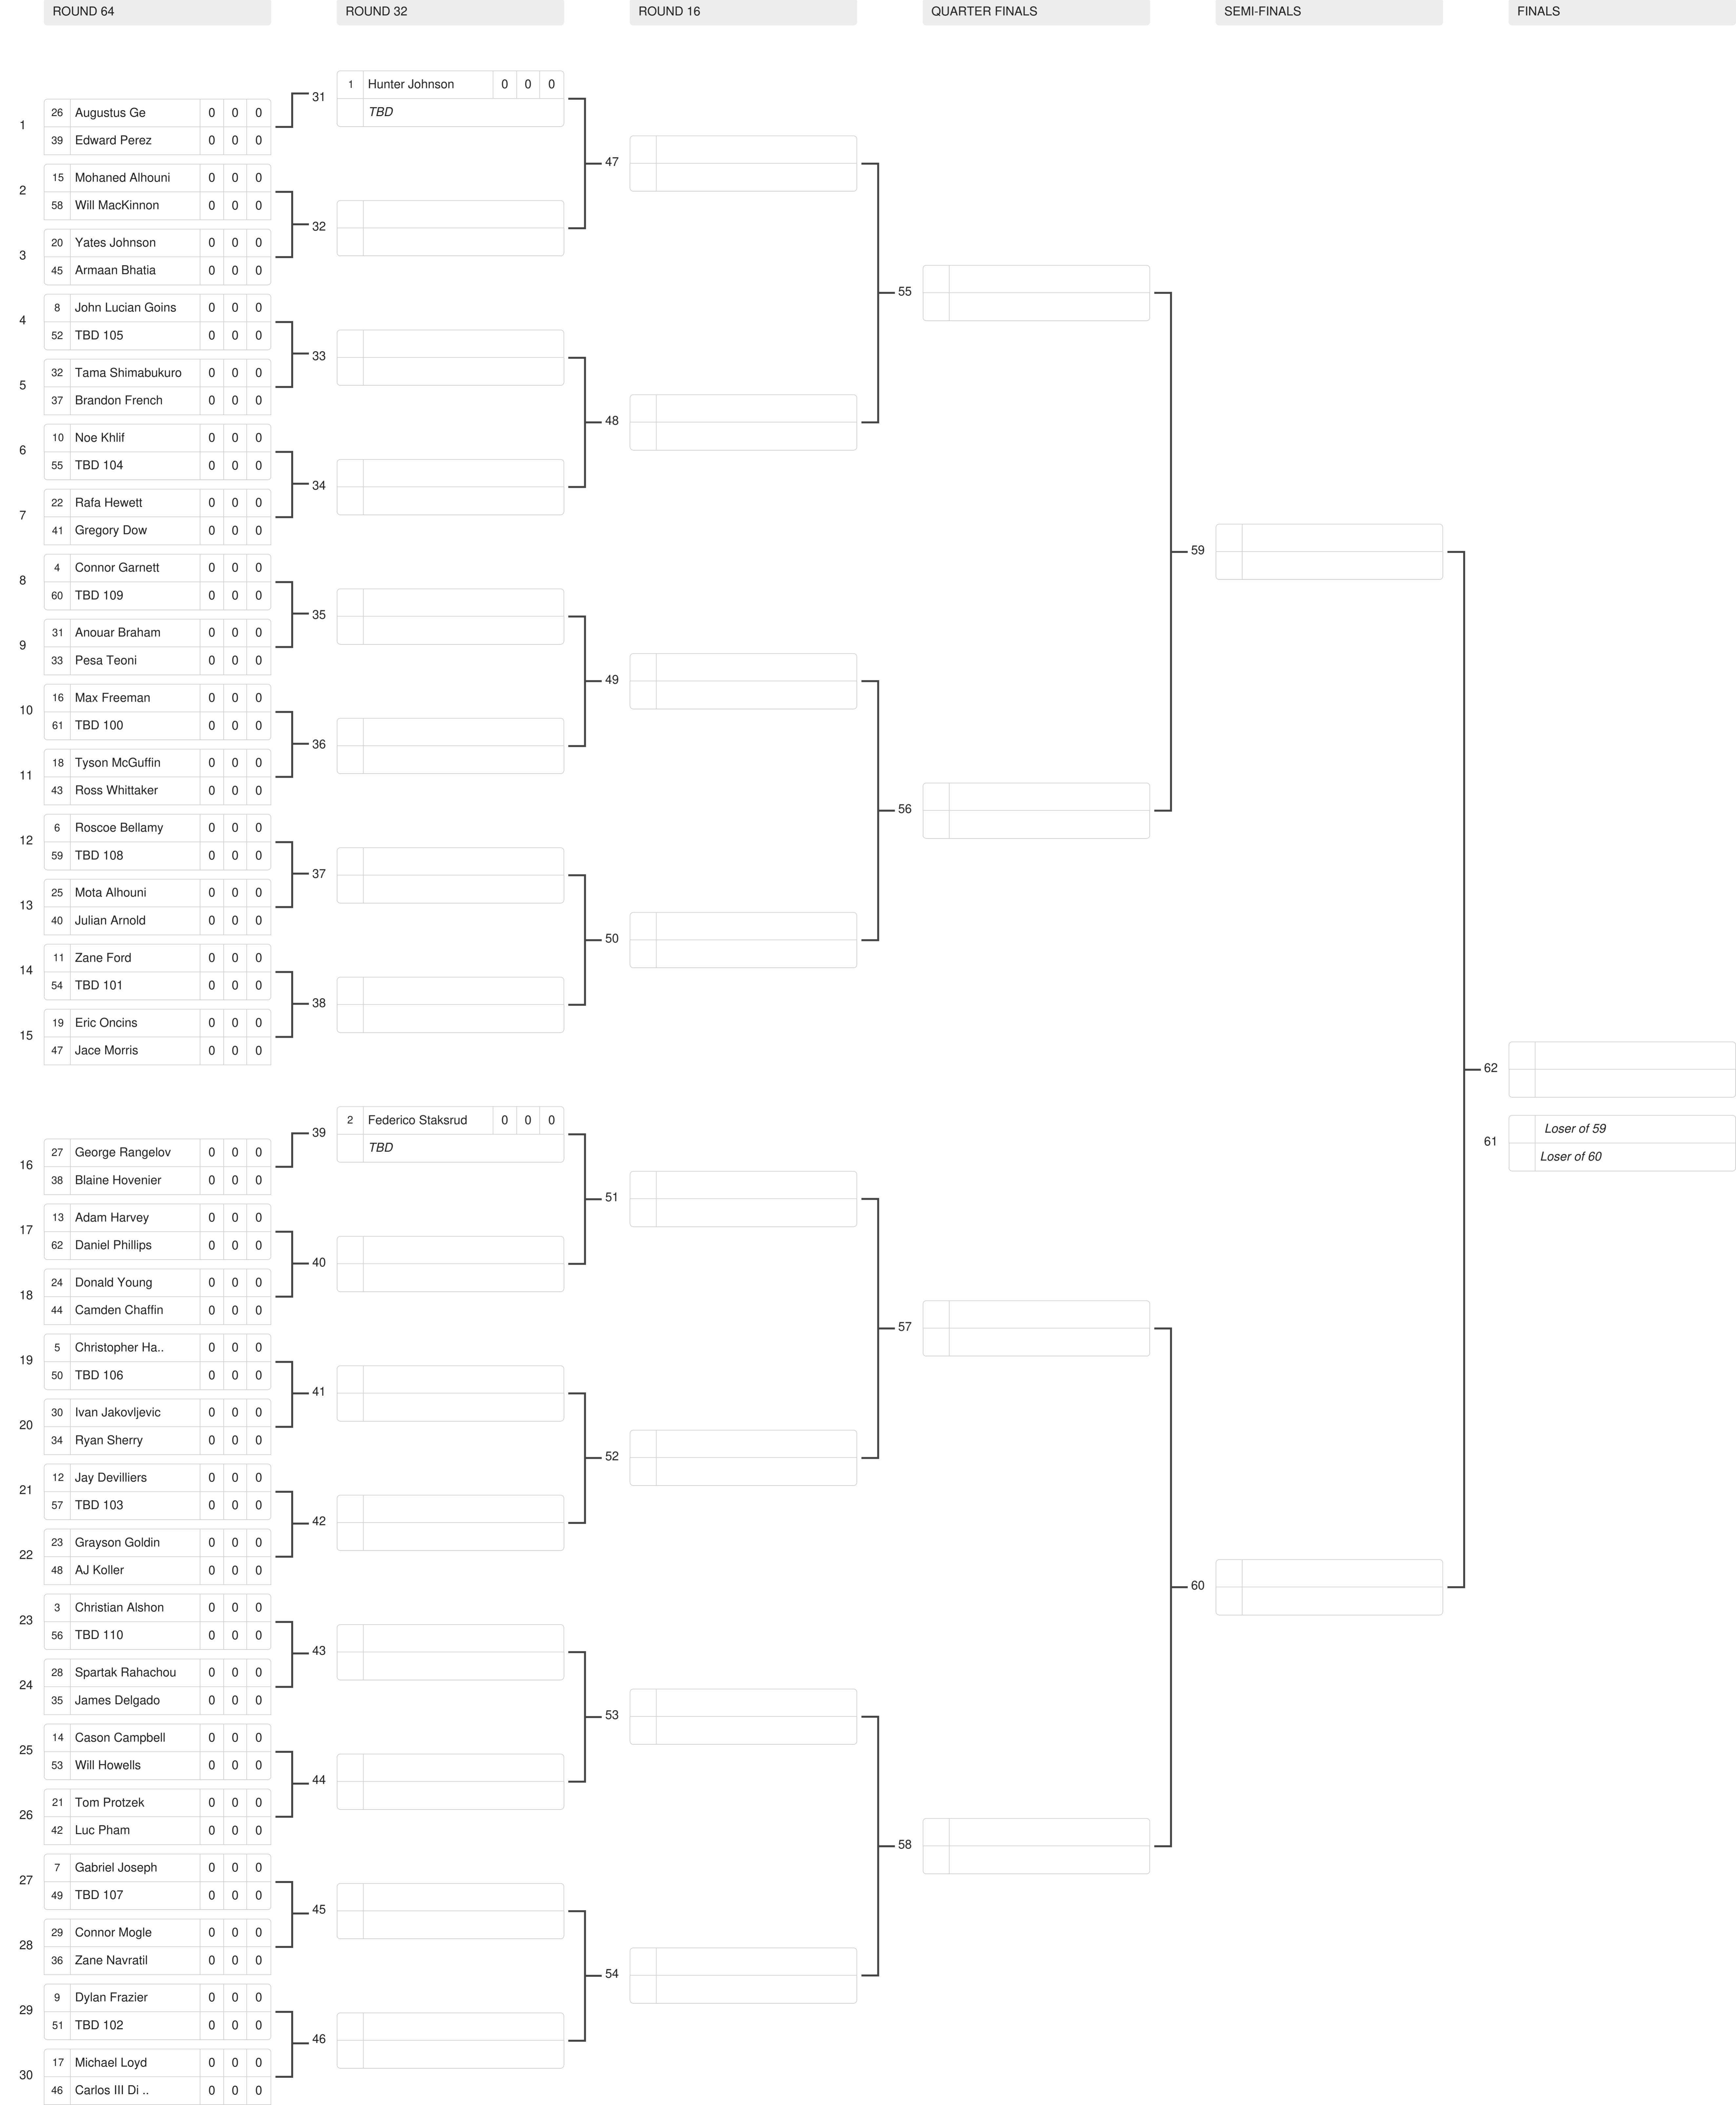 ROUND 64 ROUND 32 ROUND 16 QUARTER FINALS SEMI-FINALS FINALS
1
26 Augustus Ge 0 0 0
39 Edward Perez 0 0 0
2
15 Mohaned Alhouni 0 0 0
58 Will MacKinnon 0 0 0
3
20 Yates Johnson 0 0 0
45 Armaan Bhatia 0 0 0
4
8 John Lucian Goins 0 0 0
52 TBD 105 0 0 0
5
32 Tama Shimabukuro 0 0 0
37 Brandon French 0 0 0
6
10 Noe Khlif 0 0 0
55 TBD 104 0 0 0
7
22 Rafa Hewett 0 0 0
41 Gregory Dow 0 0 0
8
4 Connor Garnett 0 0 0
60 TBD 109 0 0 0
9
31 Anouar Braham 0 0 0
33 Pesa Teoni 0 0 0
10
16 Max Freeman 0 0 0
61 TBD 100 0 0 0
11
18 Tyson McGuffin 0 0 0
43 Ross Whittaker 0 0 0
12
6 Roscoe Bellamy 0 0 0
59 TBD 108 0 0 0
13
25 Mota Alhouni 0 0 0
40 Julian Arnold 0 0 0
14
11 Zane Ford 0 0 0
54 TBD 101 0 0 0
15
19 Eric Oncins 0 0 0
47 Jace Morris 0 0 0
16
27 George Rangelov 0 0 0
38 Blaine Hovenier 0 0 0
17
13 Adam Harvey 0 0 0
62 Daniel Phillips 0 0 0
18
24 Donald Young 0 0 0
44 Camden Chaffin 0 0 0
19
5 Christopher Ha.. 0 0 0
50 TBD 106 0 0 0
20
30 Ivan Jakovljevic 0 0 0
34 Ryan Sherry 0 0 0
21
12 Jay Devilliers 0 0 0
57 TBD 103 0 0 0
22
23 Grayson Goldin 0 0 0
48 AJ Koller 0 0 0
23
3 Christian Alshon 0 0 0
56 TBD 110 0 0 0
24
28 Spartak Rahachou 0 0 0
35 James Delgado 0 0 0
25
14 Cason Campbell 0 0 0
53 Will Howells 0 0 0
26
21 Tom Protzek 0 0 0
42 Luc Pham 0 0 0
27
7 Gabriel Joseph 0 0 0
49 TBD 107 0 0 0
28
29 Connor Mogle 0 0 0
36 Zane Navratil 0 0 0
29
9 Dylan Frazier 0 0 0
51 TBD 102 0 0 0
30
17 Michael Loyd 0 0 0
46 Carlos III Di .. 0 0 0
31
1 Hunter Johnson 0 0 0
TBD
32
33
34
35
36
37
38
39
2 Federico Staksrud 0 0 0
TBD
40
41
42
43
44
45
46
47
48
49
50
51
52
53
54
55
56
57
58
59
60
62
61
Loser of 59
Loser of 60